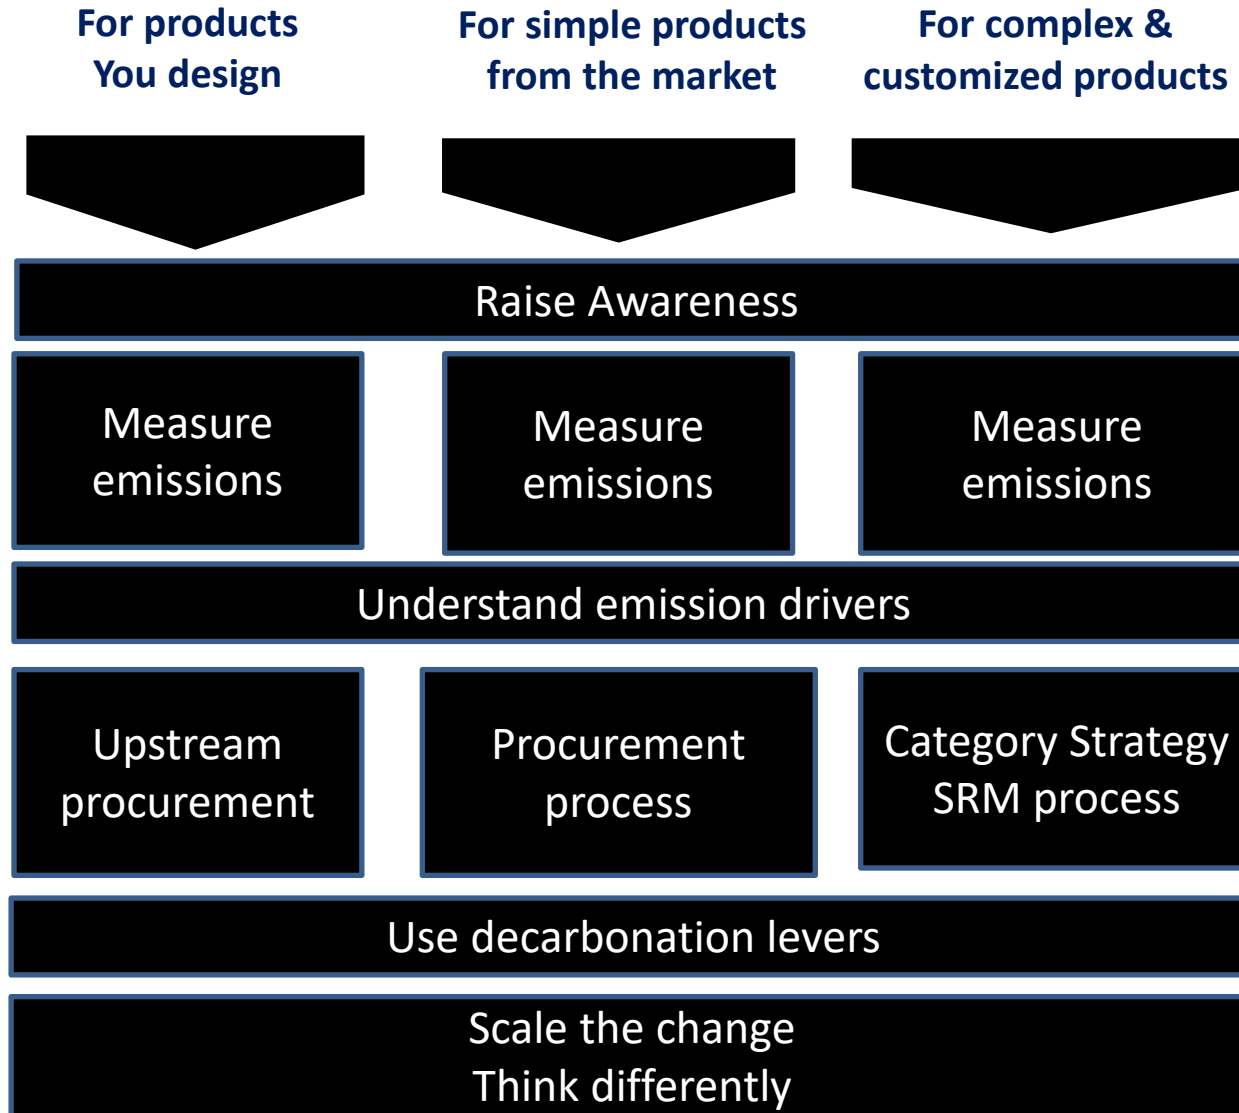 For products
You design
For simple products
from the market
For complex &
customized products
Raise Awareness
Measure
emissions
Measure
emissions
Measure
emissions
Understand emission drivers
Upstream
procurement
Procurement
process
Category Strategy
SRM process
Use decarbonation levers
Scale the change
Think differently